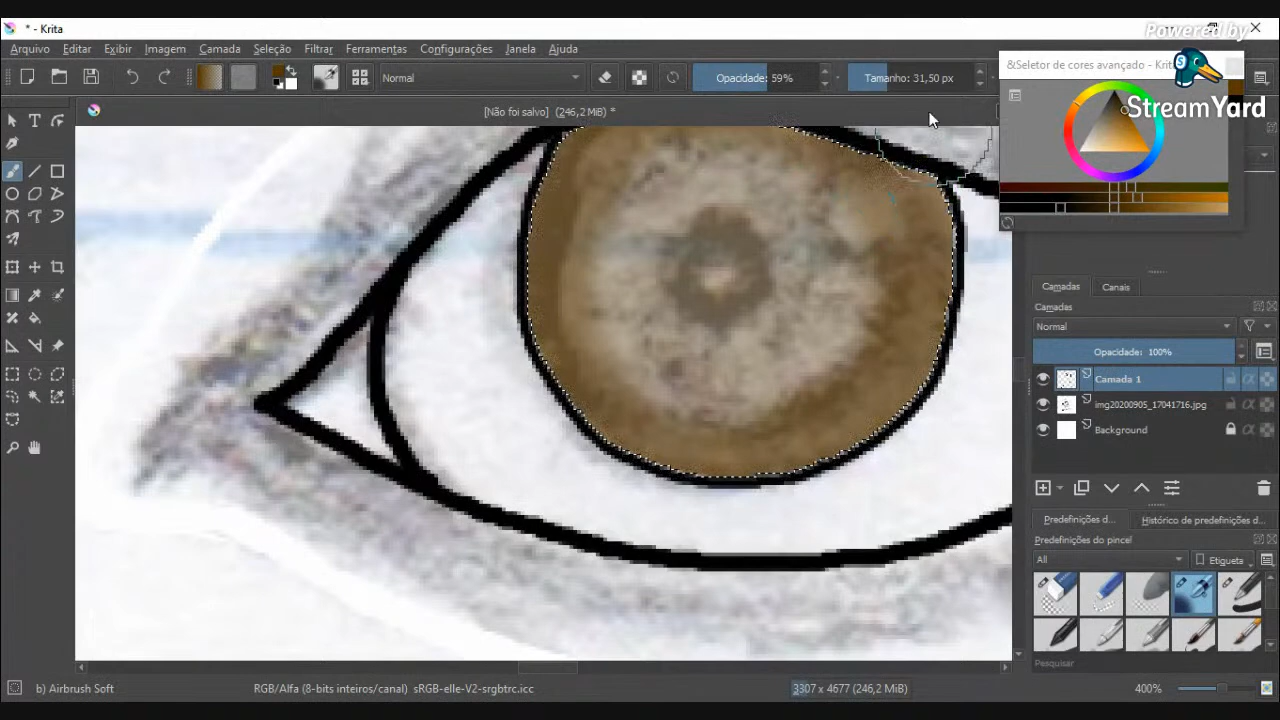 * - Krita
Powered by
Arquivo Editar Exibir Imagem Camada Seleção Filtrar Ferramentas Configurações Janela Ajuda
&Seletor de cores avançado - Krit
StreamYard
Normal
Opacidade: 59%
Tamanho: 31,50 px
[Não foi salvo] (246,2 MiB) *
Camadas Canais
Camadas
Normal
Opacidade: 100%
Camada 1
img20200905_17041716.jpg
Background
Predefinições d... Histórico de predefinições d...
Predefinições do pincel
All
Etiqueta
Pesquisar
b) Airbrush Soft
RGB/Alfa (8-bits inteiros/canal) sRGB-elle-V2-srgbtrc.icc
3307 x 4677 (246,2 MiB)
400%